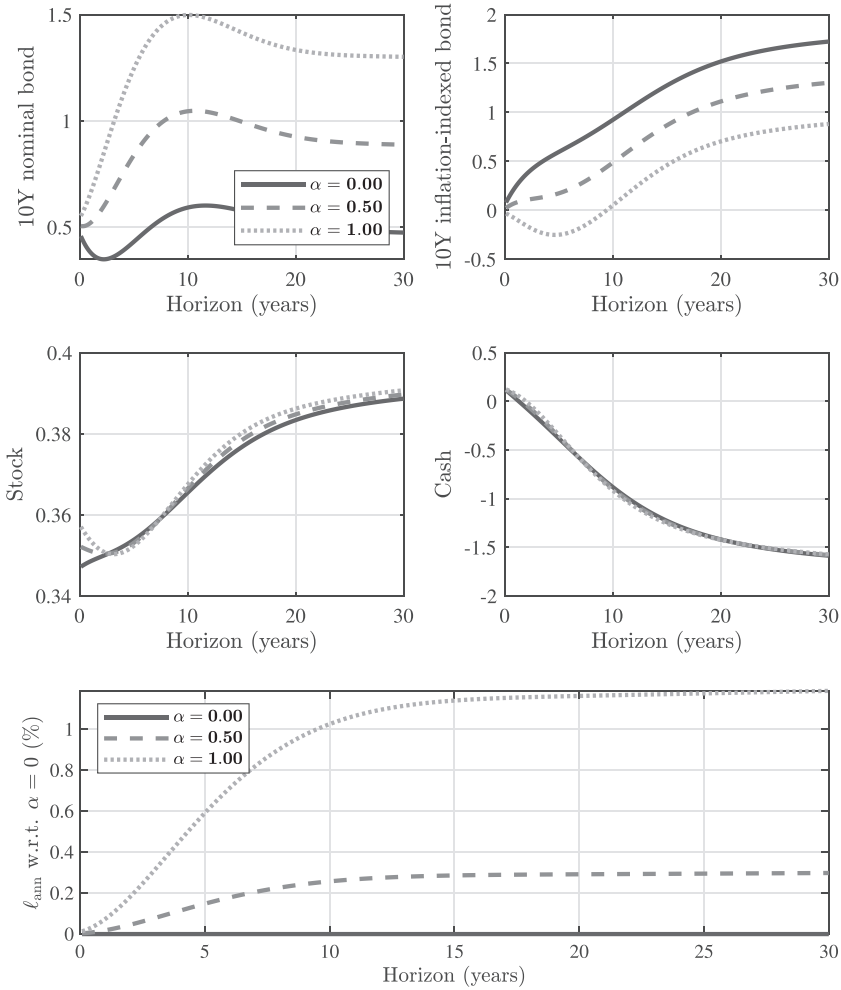 10Y nominal bond
1.5
1
0.5
α = 0.00
α = 0.50
α = 1.00
0 10 20 30
Horizon (years)
10Y inflation-indexed bond
2
1.5
1
0.5
0
-0.5
0 10 20 30
Horizon (years)
Stock
0.4
0.38
0.36
0.34
0 10 20 30
Horizon (years)
Cash
0.5
0
-0.5
-1
-1.5
-2
0 10 20 30
Horizon (years)
ℓann w.r.t. α = 0 (%)
1
0.8
0.6
0.4
0.2
0
α = 0.00
α = 0.50
α = 1.00
0 5 10 15 20 25 30
Horizon (years)